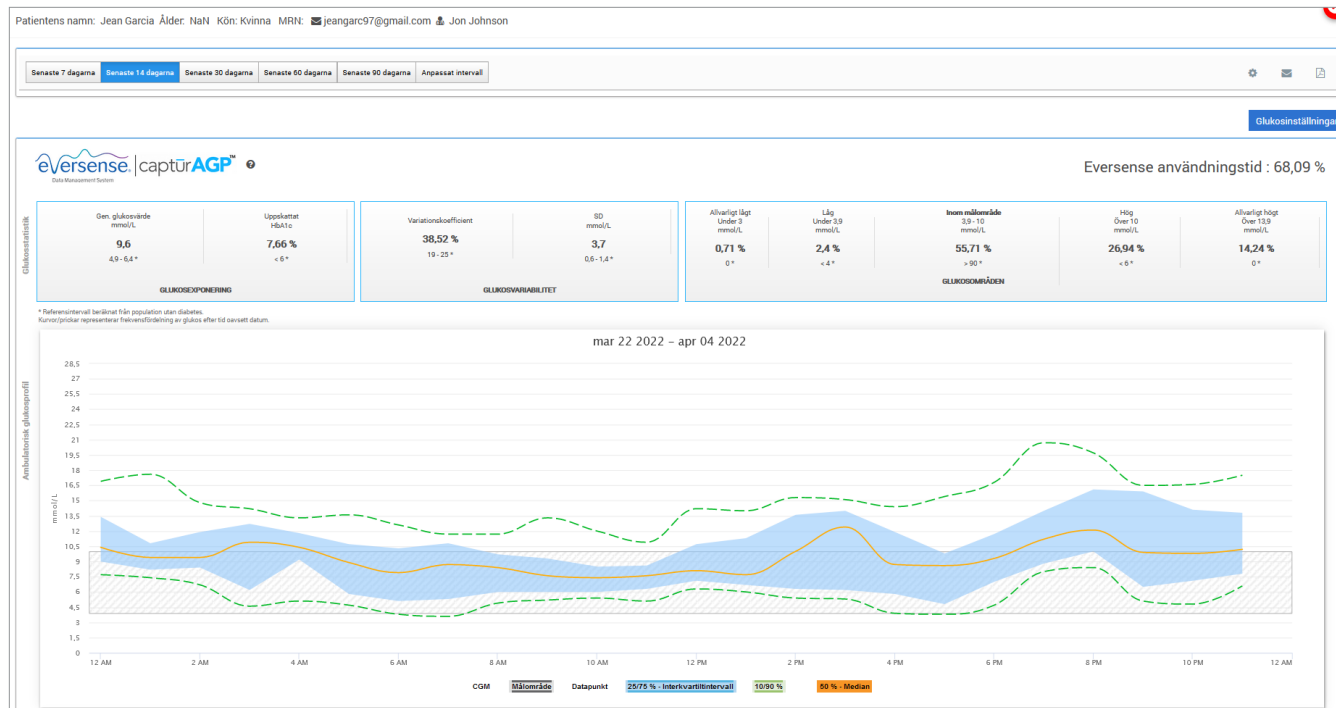 Patientens namn: Jean Garcia Ålder: NaN Kön: Kvinna MRN: jeangarc97@gmail.com Jon Johnson
Senaste 7 dagarna Senaste 14 dagarna Senaste 30 dagarna Senaste 60 dagarna Senaste 90 dagarna Anpassat intervall
Glukosinställningar
eversense. | captūrAGP™
Data Management System
Eversense användningstid : 68,09 %
Glukosstatistik
Gen. glukosvärde
mmol/L
9,6
4,9 - 6,4 *
Uppskattat
HbA1c
7,66 %
< 6 *
GLUKOSEXPONERING
Variationskoefficient
38,52 %
19 - 25 *
SD
mmol/L
3,7
0,6 - 1,4 *
GLUKOSVARIABILITET
Allvarligt lågt
Under 3
mmol/L
0,71 %
0 *
Låg
Under 3,9
mmol/L
2,4 %
< 4 *
Inom målområde
3,9 - 10
mmol/L
55,71 %
> 90 *
Hög
Över 10
mmol/L
26,94 %
< 6 *
Allvarligt högt
Över 13,9
mmol/L
14,24 %
0 *
GLUKOSOMRÅDEN
* Referensintervall beräknat från population utan diabetes.
Kurvor/prickar representerar frekvensfördelning av glukos efter tid oavsett datum.
Ambulatorisk glukosprofil
mar 22 2022 – apr 04 2022
mmol/L
28,5
27
25,5
24
22,5
21
19,5
18
16,5
15
13,5
12
10,5
9
7,5
6
4,5
3
1,5
0
12 AM 2 AM 4 AM 6 AM 8 AM 10 AM 12 PM 2 PM 4 PM 6 PM 8 PM 10 PM 12 AM
CGM Målområde Datapunkt 25/75 % - Interkvartiltintervall 10/90 % 50 % - Median